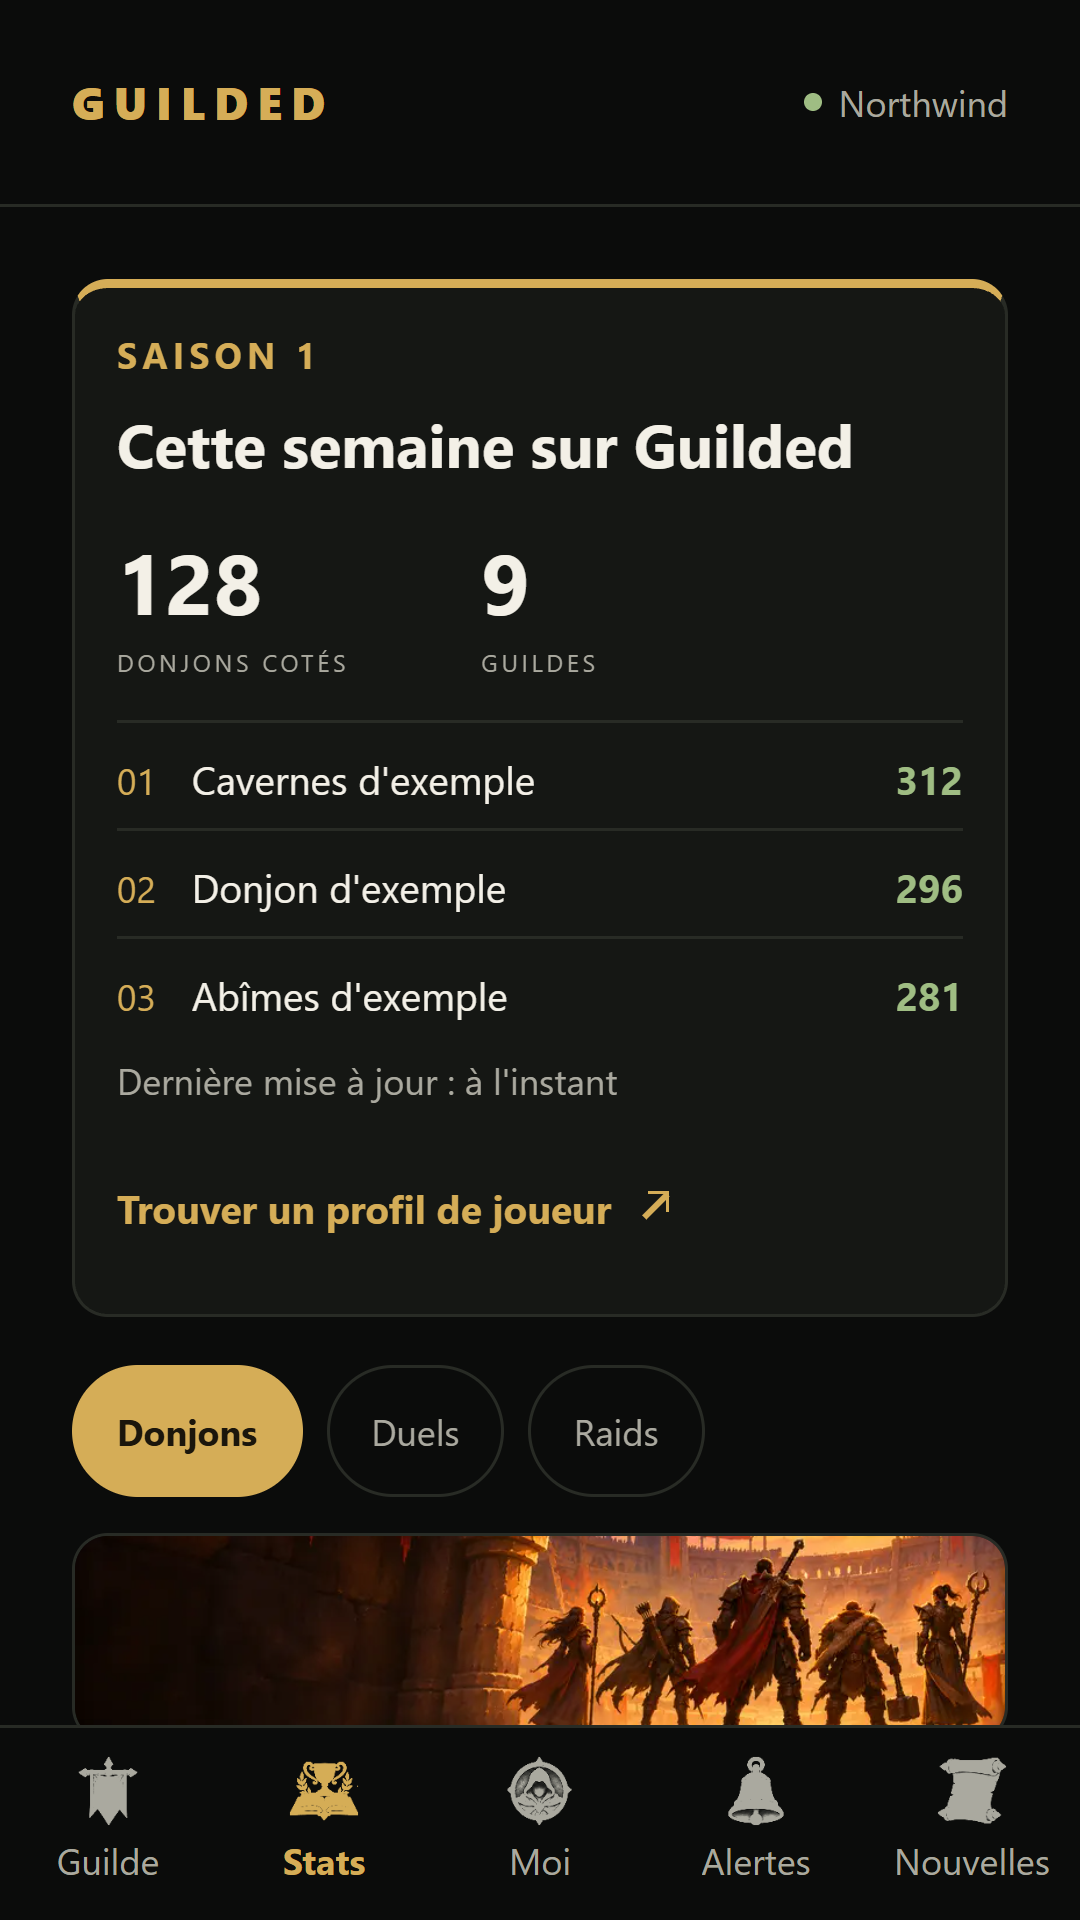 GUILDED
Northwind
SAISON 1
Cette semaine sur Guilded
128
9
DONJONS COTÉS
GUILDES
01 Cavernes d'exemple 312
02 Donjon d'exemple 296
03 Abîmes d'exemple 281
Dernière mise à jour : à l'instant
Trouver un profil de joueur
Donjons
Duels
Raids
Guilde
Stats
Moi
Alertes
Nouvelles